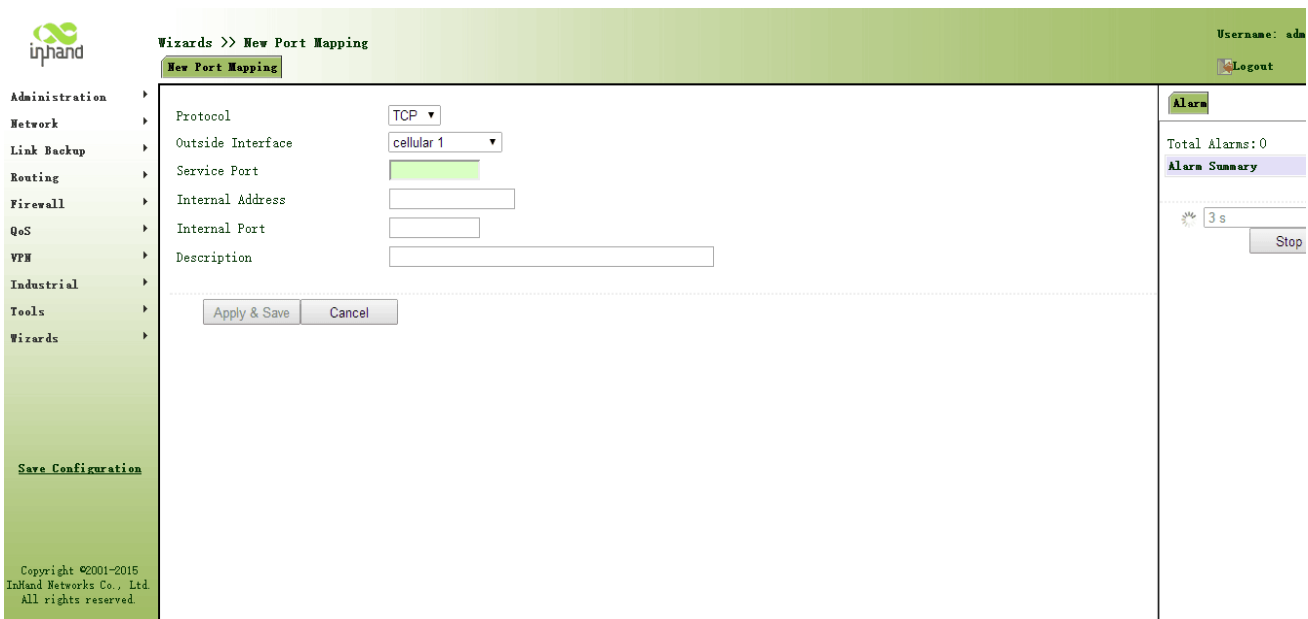 inhand
Wizards >> New Port Mapping
Username: adm
New Port Mapping
Logout
Administration
Network
Link Backup
Routing
Firewall
QoS
VPN
Industrial
Tools
Wizards
Save Configuration
Copyright ©2001-2015
InHand Networks Co., Ltd.
All rights reserved.
Protocol
TCP
Outside Interface
cellular 1
Service Port
Internal Address
Internal Port
Description
Apply & Save
Cancel
Alarm
Total Alarms:0
Alarm Summary
3 s
Stop